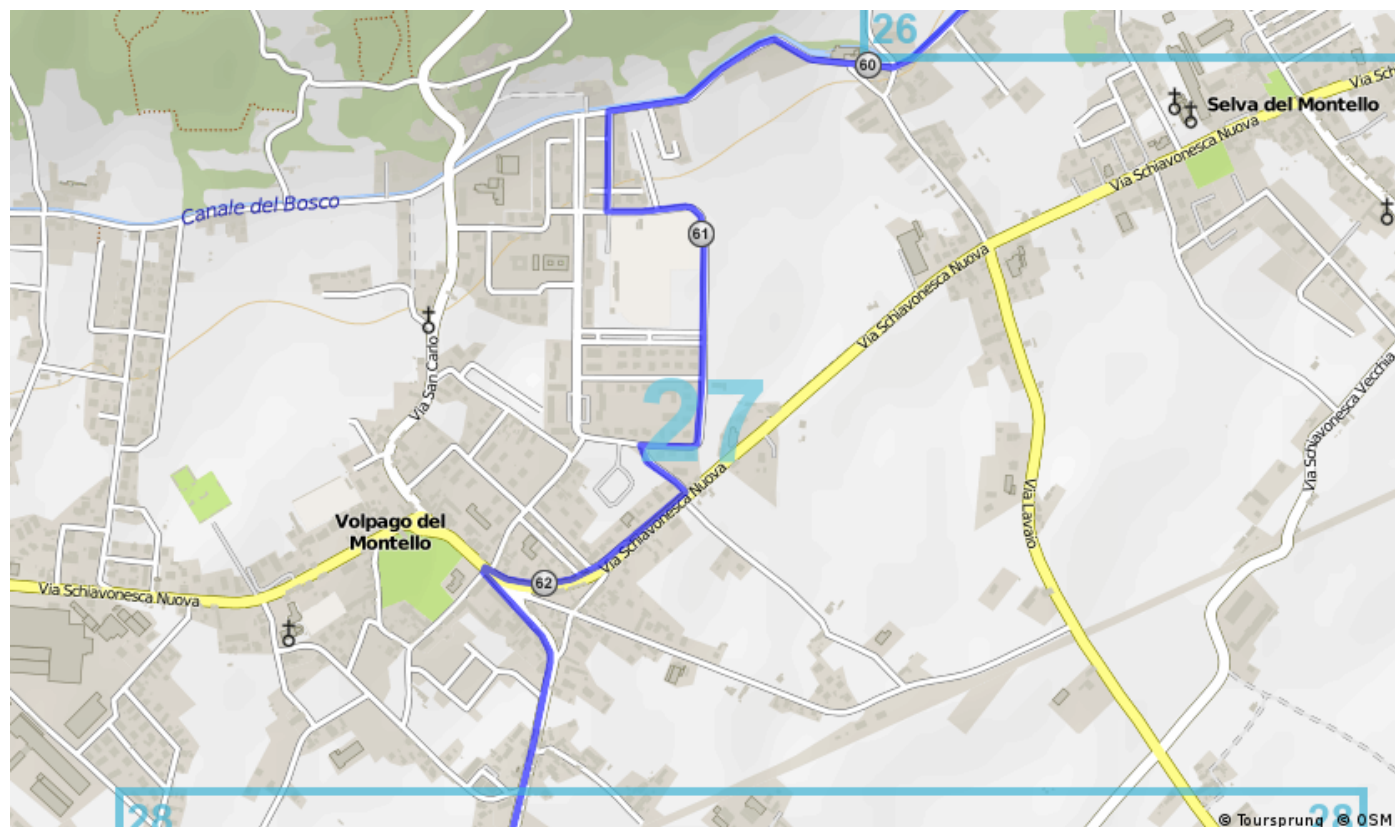 26
60
Via Sch
Selva del Montello
Via Schiavonesca Nuova
Canale del Bosco
61
Via Schiavonesca Nuova
Via San Carlo
27
Via Schiavonesca Vecchia
Via Schiavonesca Nuova
Via Lavaio
Volpago del
Montello
62
Via Schiavonesca Nuova
28
28
© Toursprung © OSM